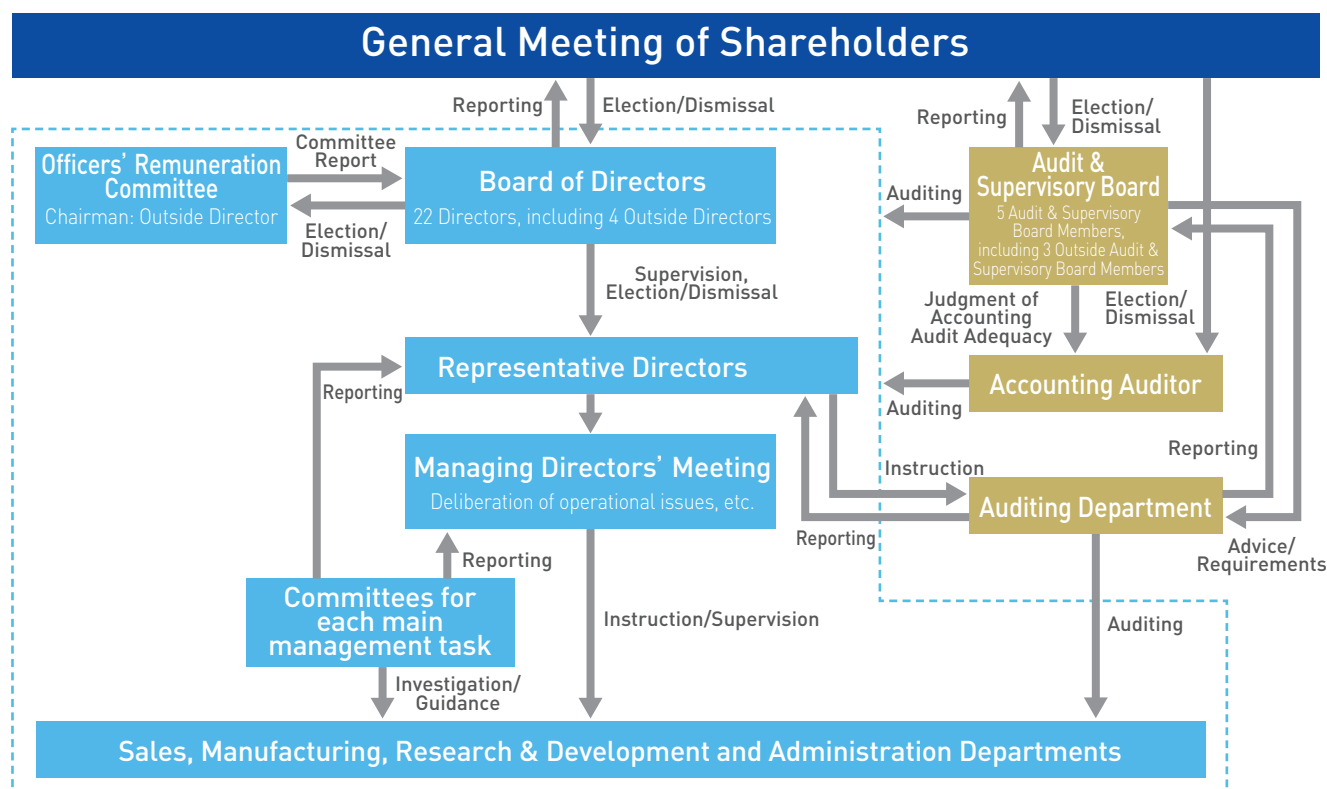 General Meeting of Shareholders
Reporting
Election/Dismissal
Reporting
Election/
Dismissal
Officers' Remuneration
Committee
Chairman: Outside Director
Committee
Report
Election/
Dismissal
Board of Directors
22 Directors, including 4 Outside Directors
Auditing
Audit &
Supervisory Board
5 Audit & Supervisory
Board Members,
including 3 Outside Audit &
Supervisory Board Members
Supervision,
Election/Dismissal
Judgment of
Accounting
Audit Adequacy
Election/
Dismissal
Representative Directors
Reporting
Auditing
Accounting Auditor
Managing Directors' Meeting
Deliberation of operational issues, etc.
Instruction
Reporting
Auditing Department
Reporting
Advice/
Requirements
Reporting
Committees for
each main
management task
Instruction/Supervision
Auditing
Investigation/
Guidance
Sales, Manufacturing, Research & Development and Administration Departments